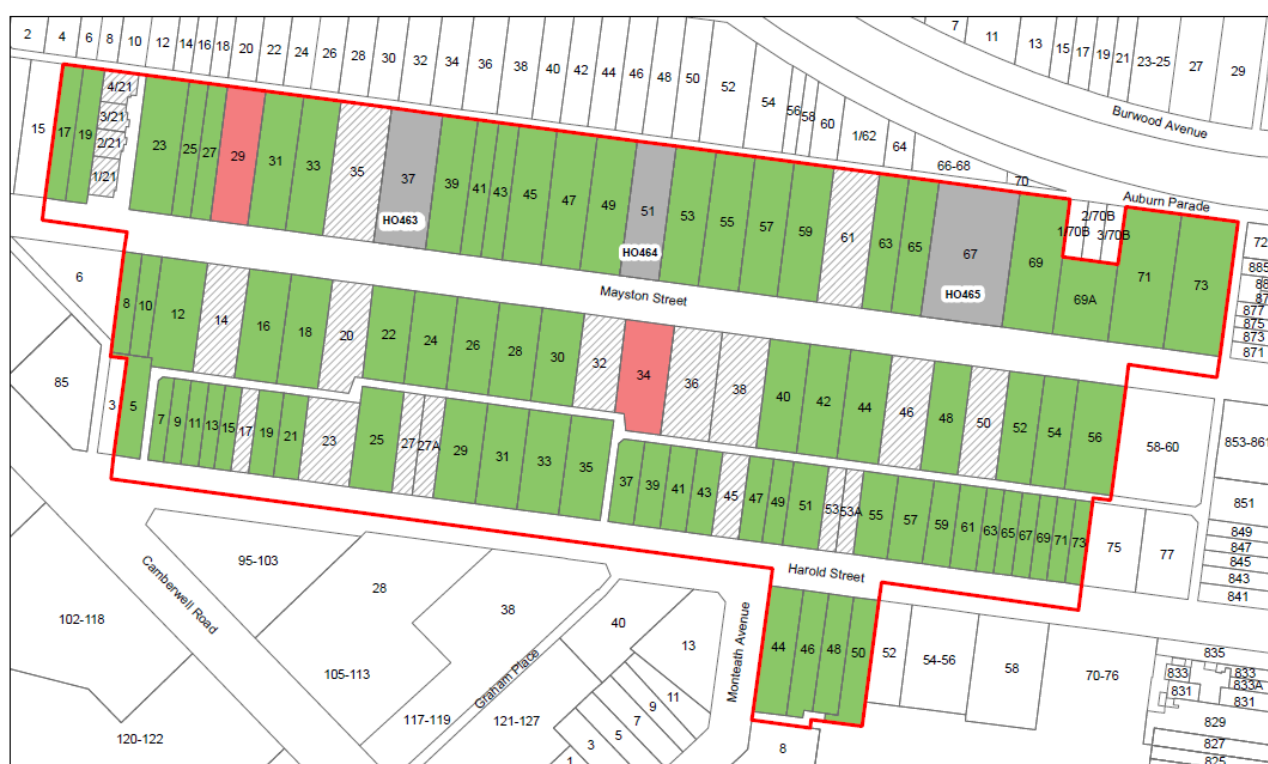 2 4 6 8 10 12 14 16 18 20 22 24 26 28 30 32 34 36 38 40 42 44 46 48 50 52 54 56 58 60 1/62 64 66-68 70
7 11 13 15 17 19 21 23-25 27 29
Burwood Avenue
Auburn Parade
15 17 19 4/21 3/21 2/21 1/21 23 25 27 29 31 33 35 37 39 41 43 45 47 49 51 53 55 57 59 61 63 65 67 69 1/70B 2/70B 3/70B 69A 71 73
HO463
HO464
HO465
72
885
877
875
873
871
Mayston Street
6 8 10 12 14 16 18 20 22 24 26 28 30 32 34 36 38 40 42 44 46 48 50 52 54 56 58-60 853-861
85 3 5 7 9 11 13 15 17 19 21 23 25 27 27A 29 31 33 35 37 39 41 43 45 47 49 51 53 53A 55 57 59 61 63 65 67 69 71 73 75 77
851
849
847
845
843
841
Harold Street
Camberwell Road
95-103
28
38
40
13
102-118
105-113
Graham Place
Monteath Avenue
44 46 48 50 52 54-56 58 70-76
117-119
121-127
120-122
1 3 5 7 9 11
8
835
833 833
833A
831 831
829
827
825